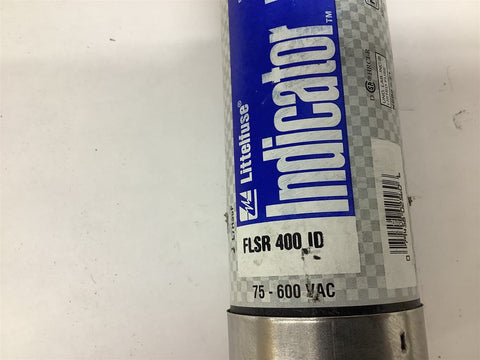 Littelfuse®
Indicator™
FLSR 400 ID
75 - 600 VAC